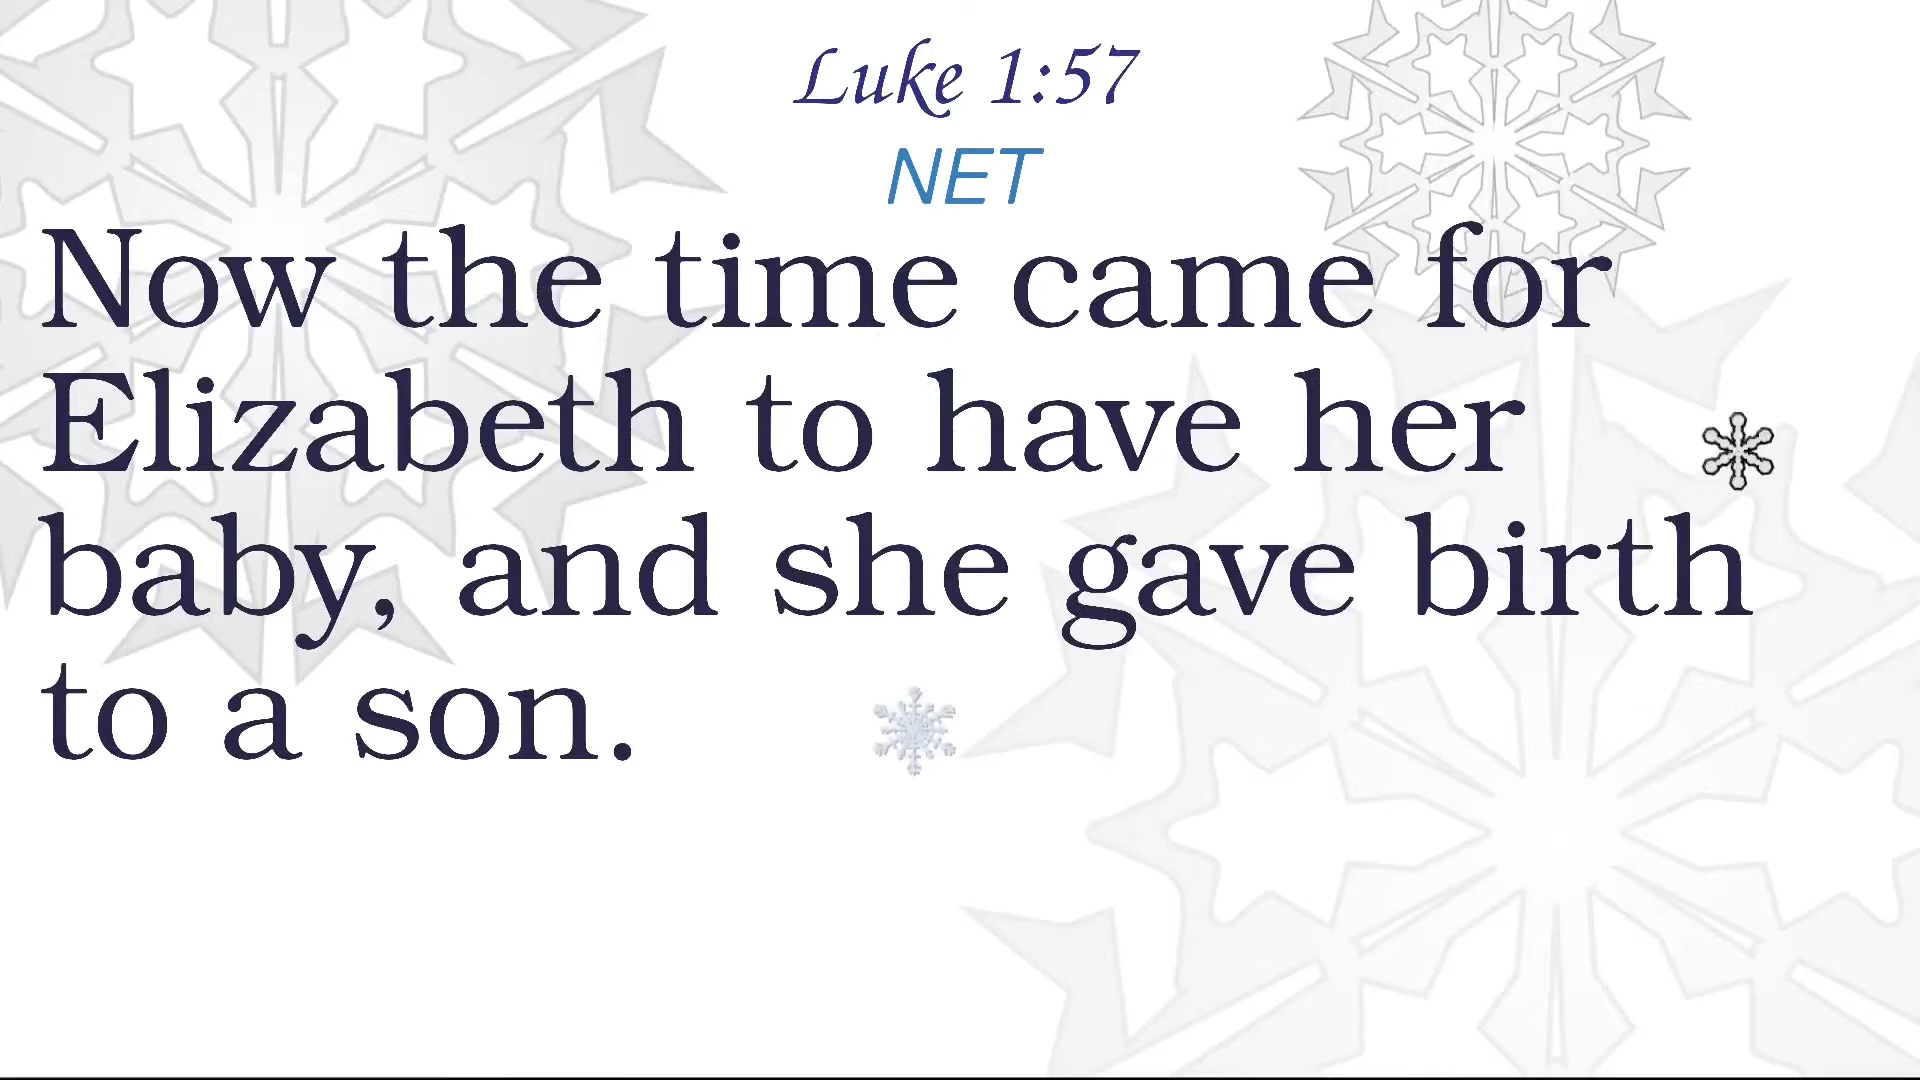 Luke 1:57
NET
Now the time came for
Elizabeth to have her
baby, and she gave birth
to a son.